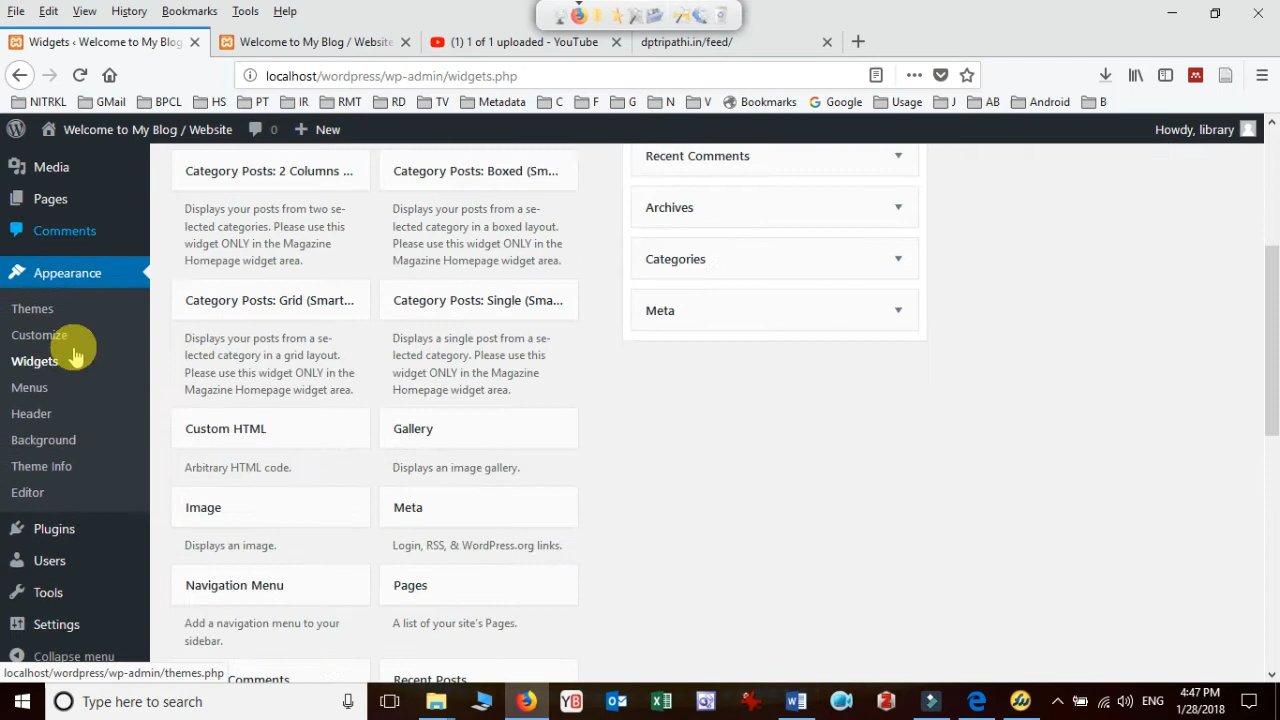 File Edit View History Bookmarks Tools Help
Widgets ‹ Welcome to My Blog
Welcome to My Blog / Website
(1) 1 of 1 uploaded - YouTube
dptripathi.in/feed/
localhost/wordpress/wp-admin/widgets.php
NITRKL GMail BPCL HS PT IR RMT RD TV Metadata C F G N V Bookmarks Google Usage J AB Android B
Welcome to My Blog / Website 0 New Howdy, library
Media
Pages
Comments
Appearance
Themes
Customize
Widgets
Menus
Header
Background
Theme Info
Editor
Plugins
Users
Tools
Settings
Collapse menu
Category Posts: 2 Columns ...
Displays your posts from two se-
lected categories. Please use this
widget ONLY in the Magazine
Homepage widget area.
Category Posts: Boxed (Sm...
Displays your posts from a se-
lected category in a boxed layout.
Please use this widget ONLY in the
Magazine Homepage widget area.
Category Posts: Grid (Smart...
Displays your posts from a se-
lected category in a grid layout.
Please use this widget ONLY in the
Magazine Homepage widget area.
Category Posts: Single (Sma...
Displays a single post from a
selected category. Please use this
widget ONLY in the Magazine
Homepage widget area.
Custom HTML
Arbitrary HTML code.
Gallery
Displays an image gallery.
Image
Displays an image.
Meta
Login, RSS, & WordPress.org links.
Navigation Menu
Add a navigation menu to your
sidebar.
Pages
A list of your site's Pages.
Comments
Recent Posts
Recent Comments
Archives
Categories
Meta
localhost/wordpress/wp-admin/themes.php
Type here to search
ENG
4:47 PM
1/28/2018